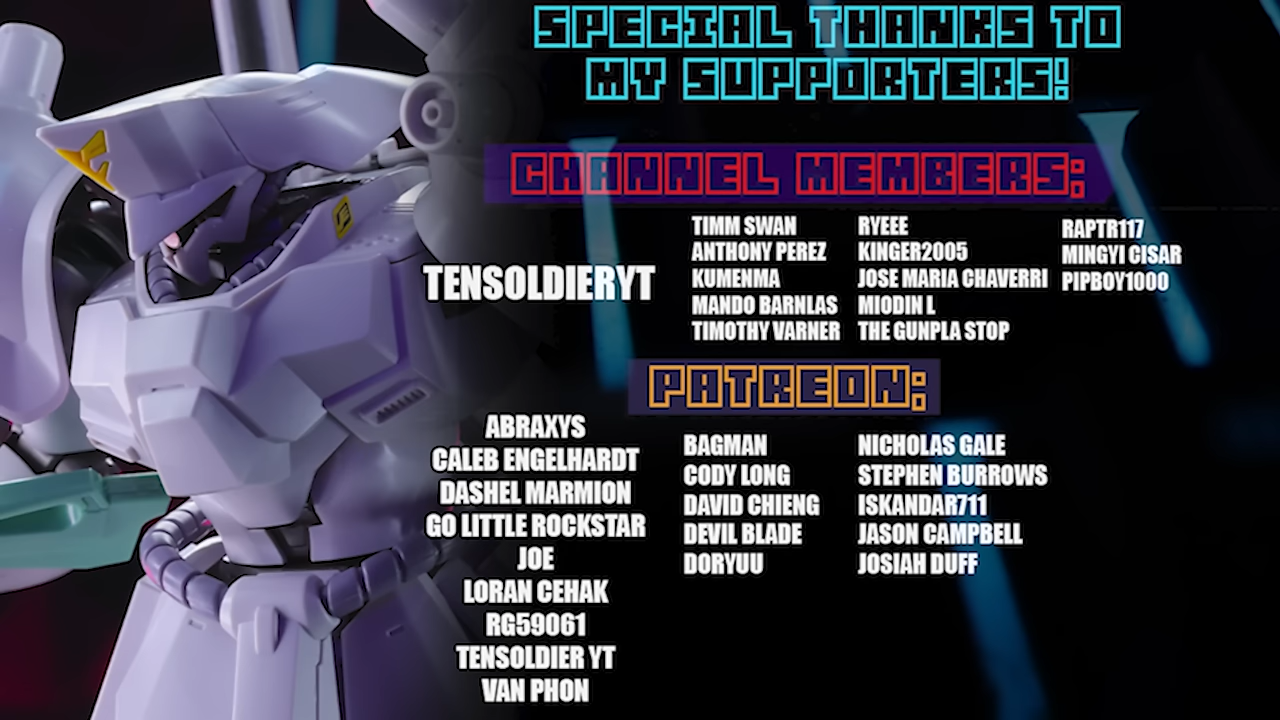 SPECIAL THANKS TO
MY SUPPORTERS!
CHANNEL MEMBERS:
TENSOLDIERYT
TIMM SWAN
ANTHONY PEREZ
KUMENMA
MANDO BARNLAS
TIMOTHY VARNER
RYEEE
KINGER2005
JOSE MARIA CHAVERRI
MIODIN L
THE GUNPLA STOP
RAPTR117
MINGYI CISAR
PIPBOY1000
PATREON:
ABRAXYS
CALEB ENGELHARDT
DASHEL MARMION
GO LITTLE ROCKSTAR
JOE
LORAN CEHAK
RG59061
TENSOLDIER YT
VAN PHON
BAGMAN
CODY LONG
DAVID CHIENG
DEVIL BLADE
DORYUU
NICHOLAS GALE
STEPHEN BURROWS
ISKANDAR711
JASON CAMPBELL
JOSIAH DUFF